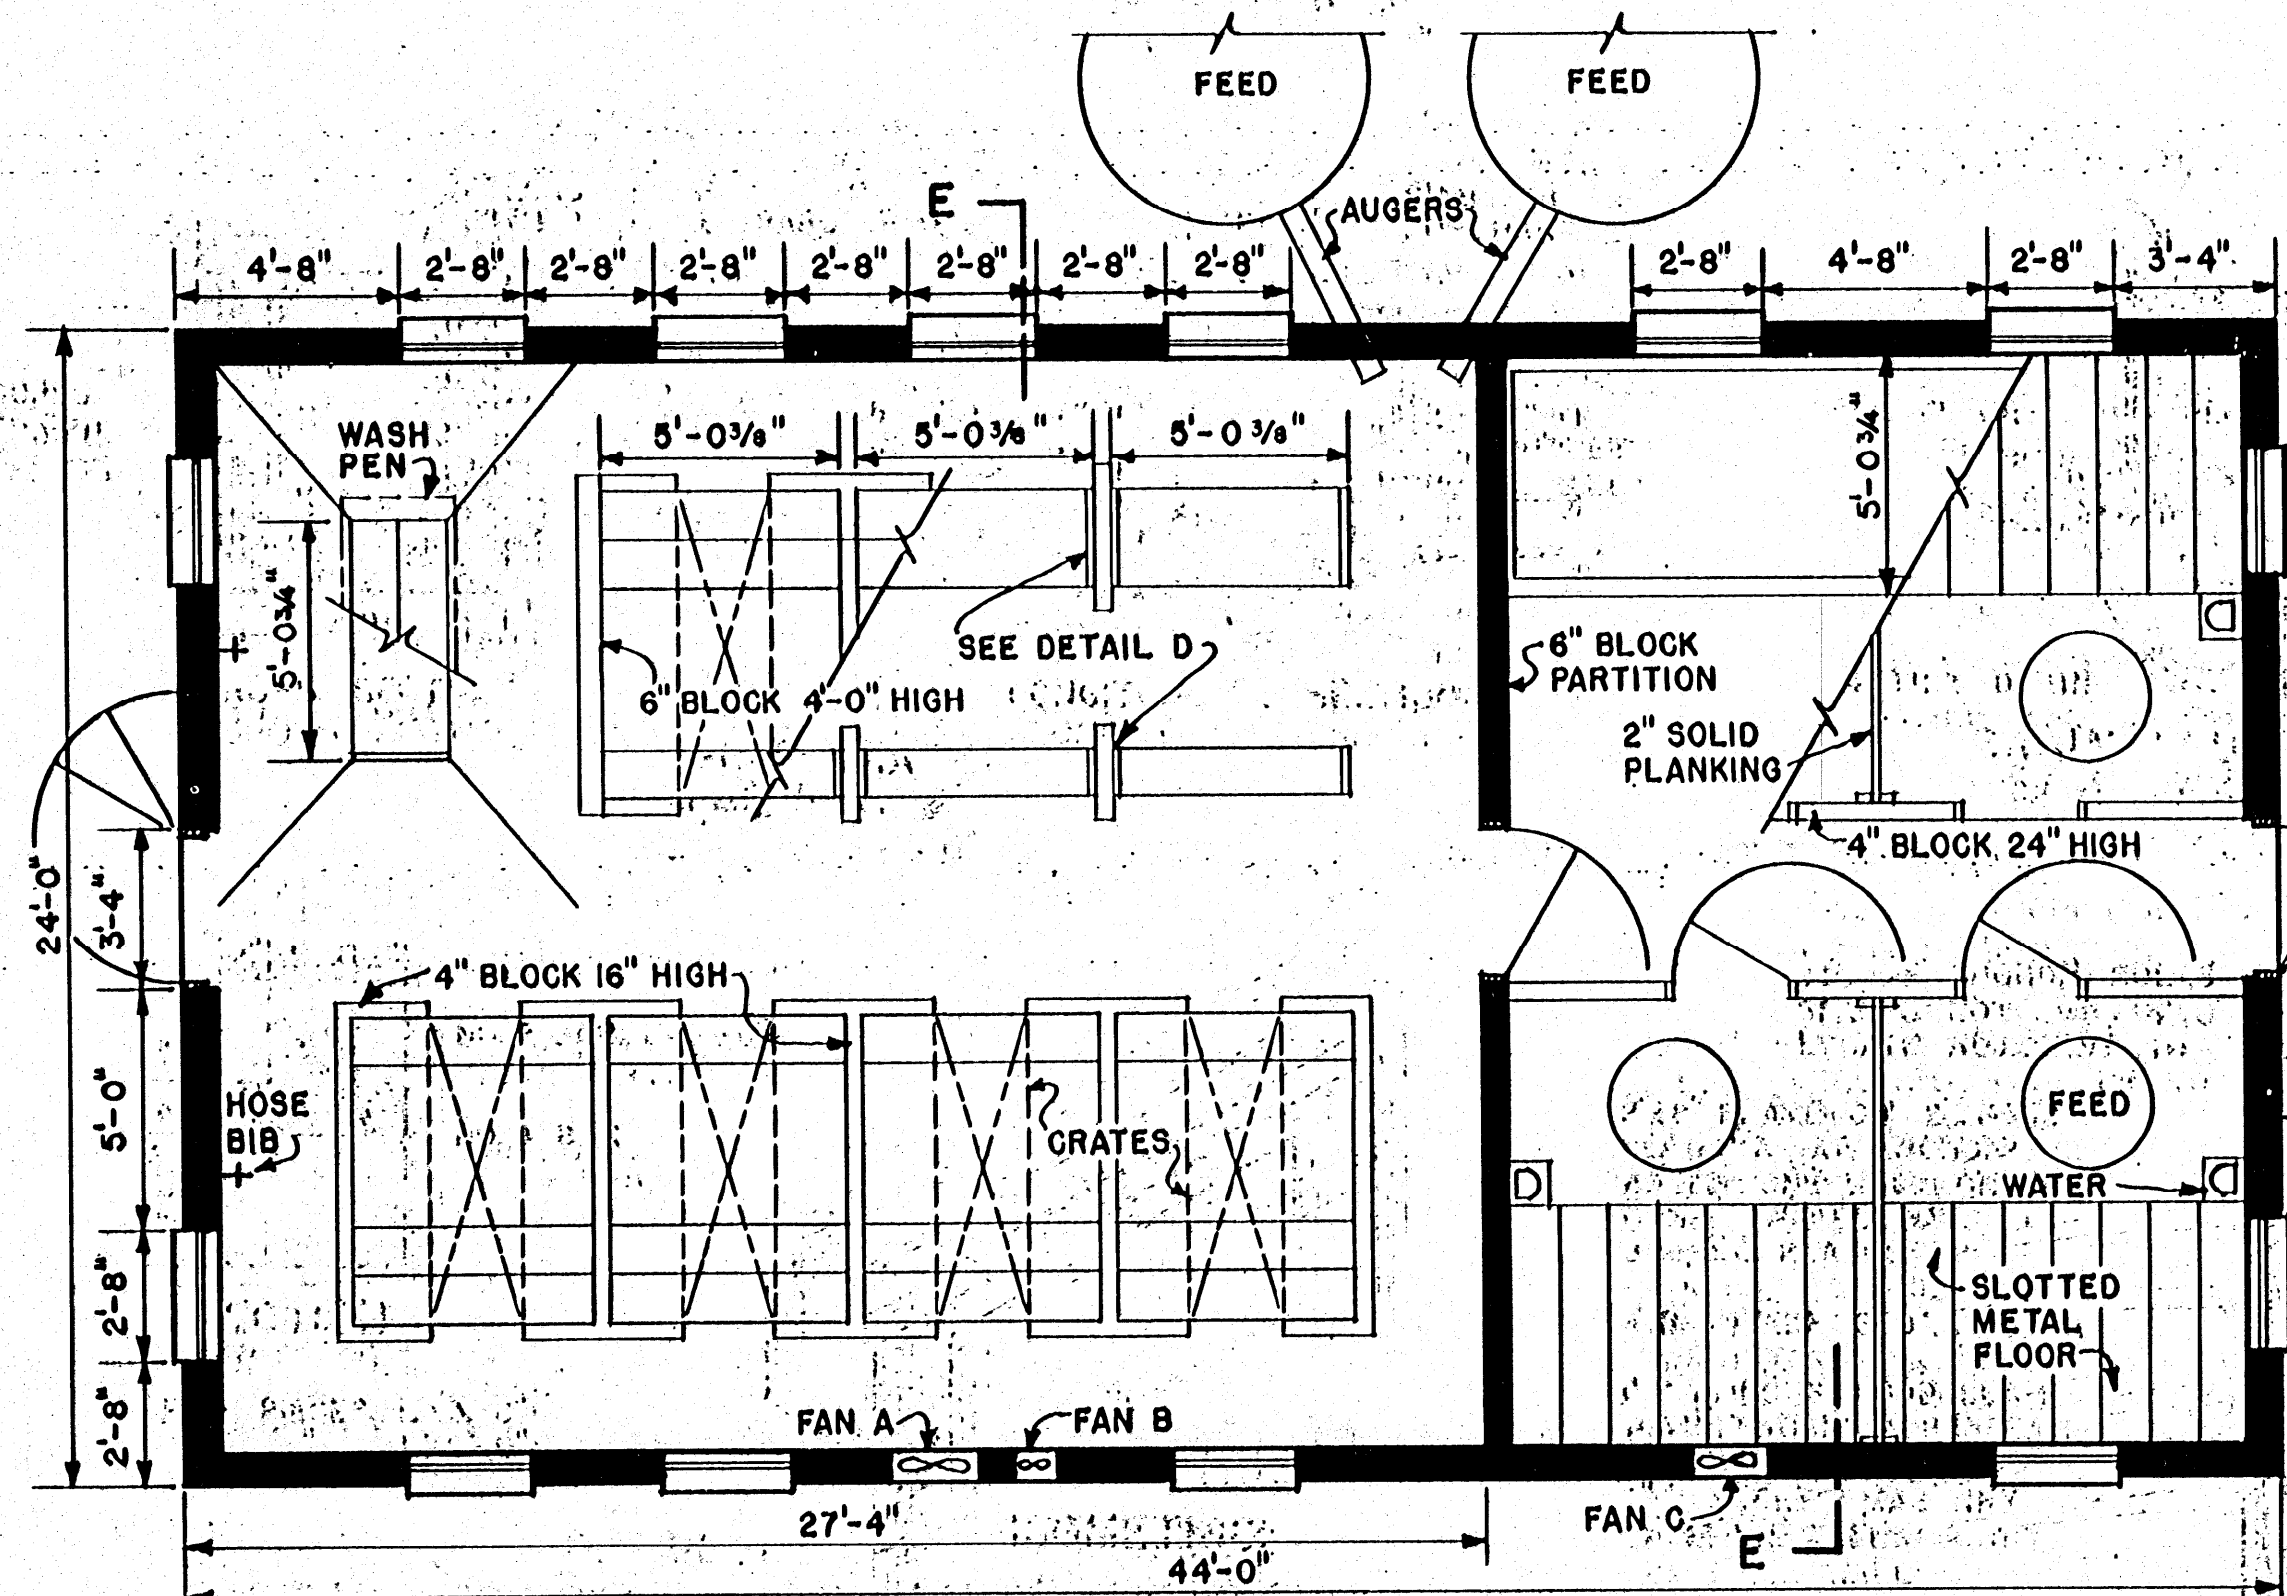 FEED
FEED
E
AUGERS
4'-8"
2'-8"
2'-8"
2'-8"
2'-8"
2'-8"
2'-8"
2'-8"
2'-8"
4'-8"
2'-8"
3'-4"
WASH
PEN
5'-0 3/8"
5'-0 3/8"
5'-0 3/8"
5'-0 3/4"
5'-0 3/4"
SEE DETAIL D
6" BLOCK
PARTITION
6" BLOCK 4'-0" HIGH
2" SOLID
PLANKING
4" BLOCK 24" HIGH
24'-0"
3'-4"
4" BLOCK 16" HIGH
5'-0"
HOSE
BIB
CRATES
FEED
WATER
2'-8"
SLOTTED
METAL
FLOOR
2'-8"
FAN A
FAN B
27'-4"
FAN C
E
44'-0"